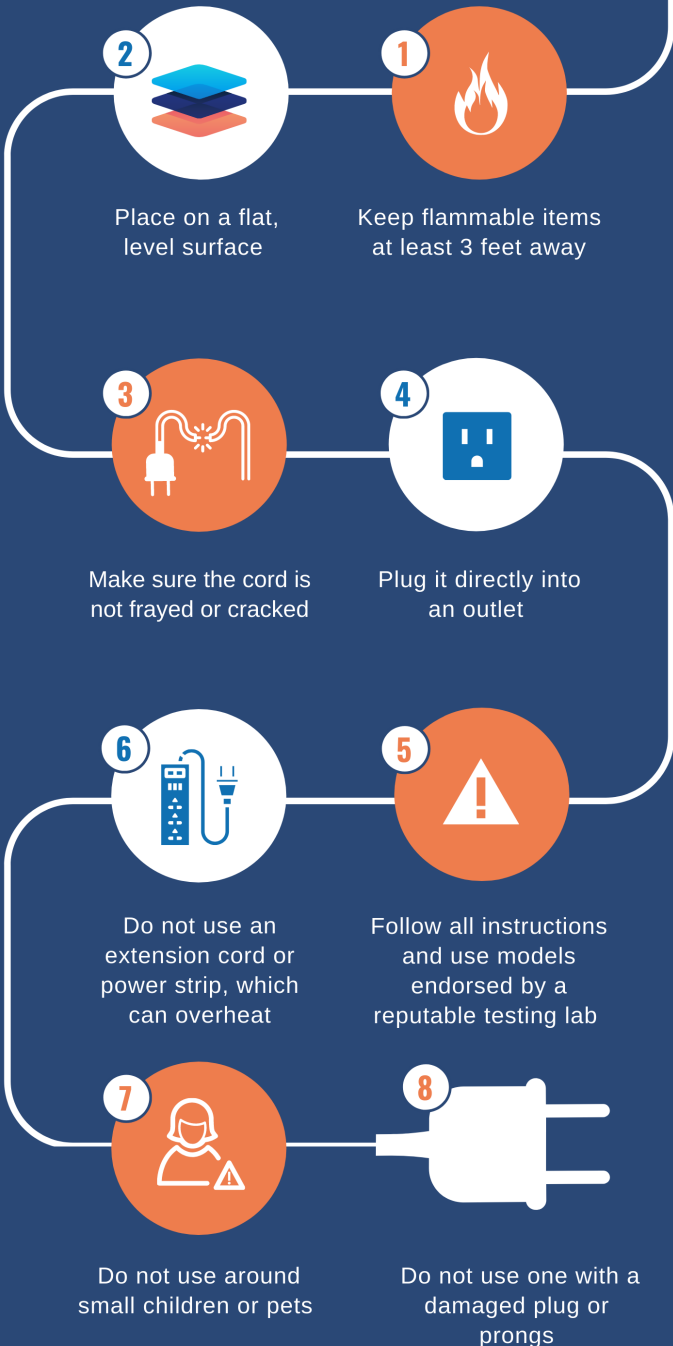 1
Keep flammable items
at least 3 feet away
2
Place on a flat,
level surface
3
Make sure the cord is
not frayed or cracked
4
Plug it directly into
an outlet
5
Follow all instructions
and use models
endorsed by a
reputable testing lab
6
Do not use an
extension cord or
power strip, which
can overheat
7
Do not use around
small children or pets
8
Do not use one with a
damaged plug or
prongs